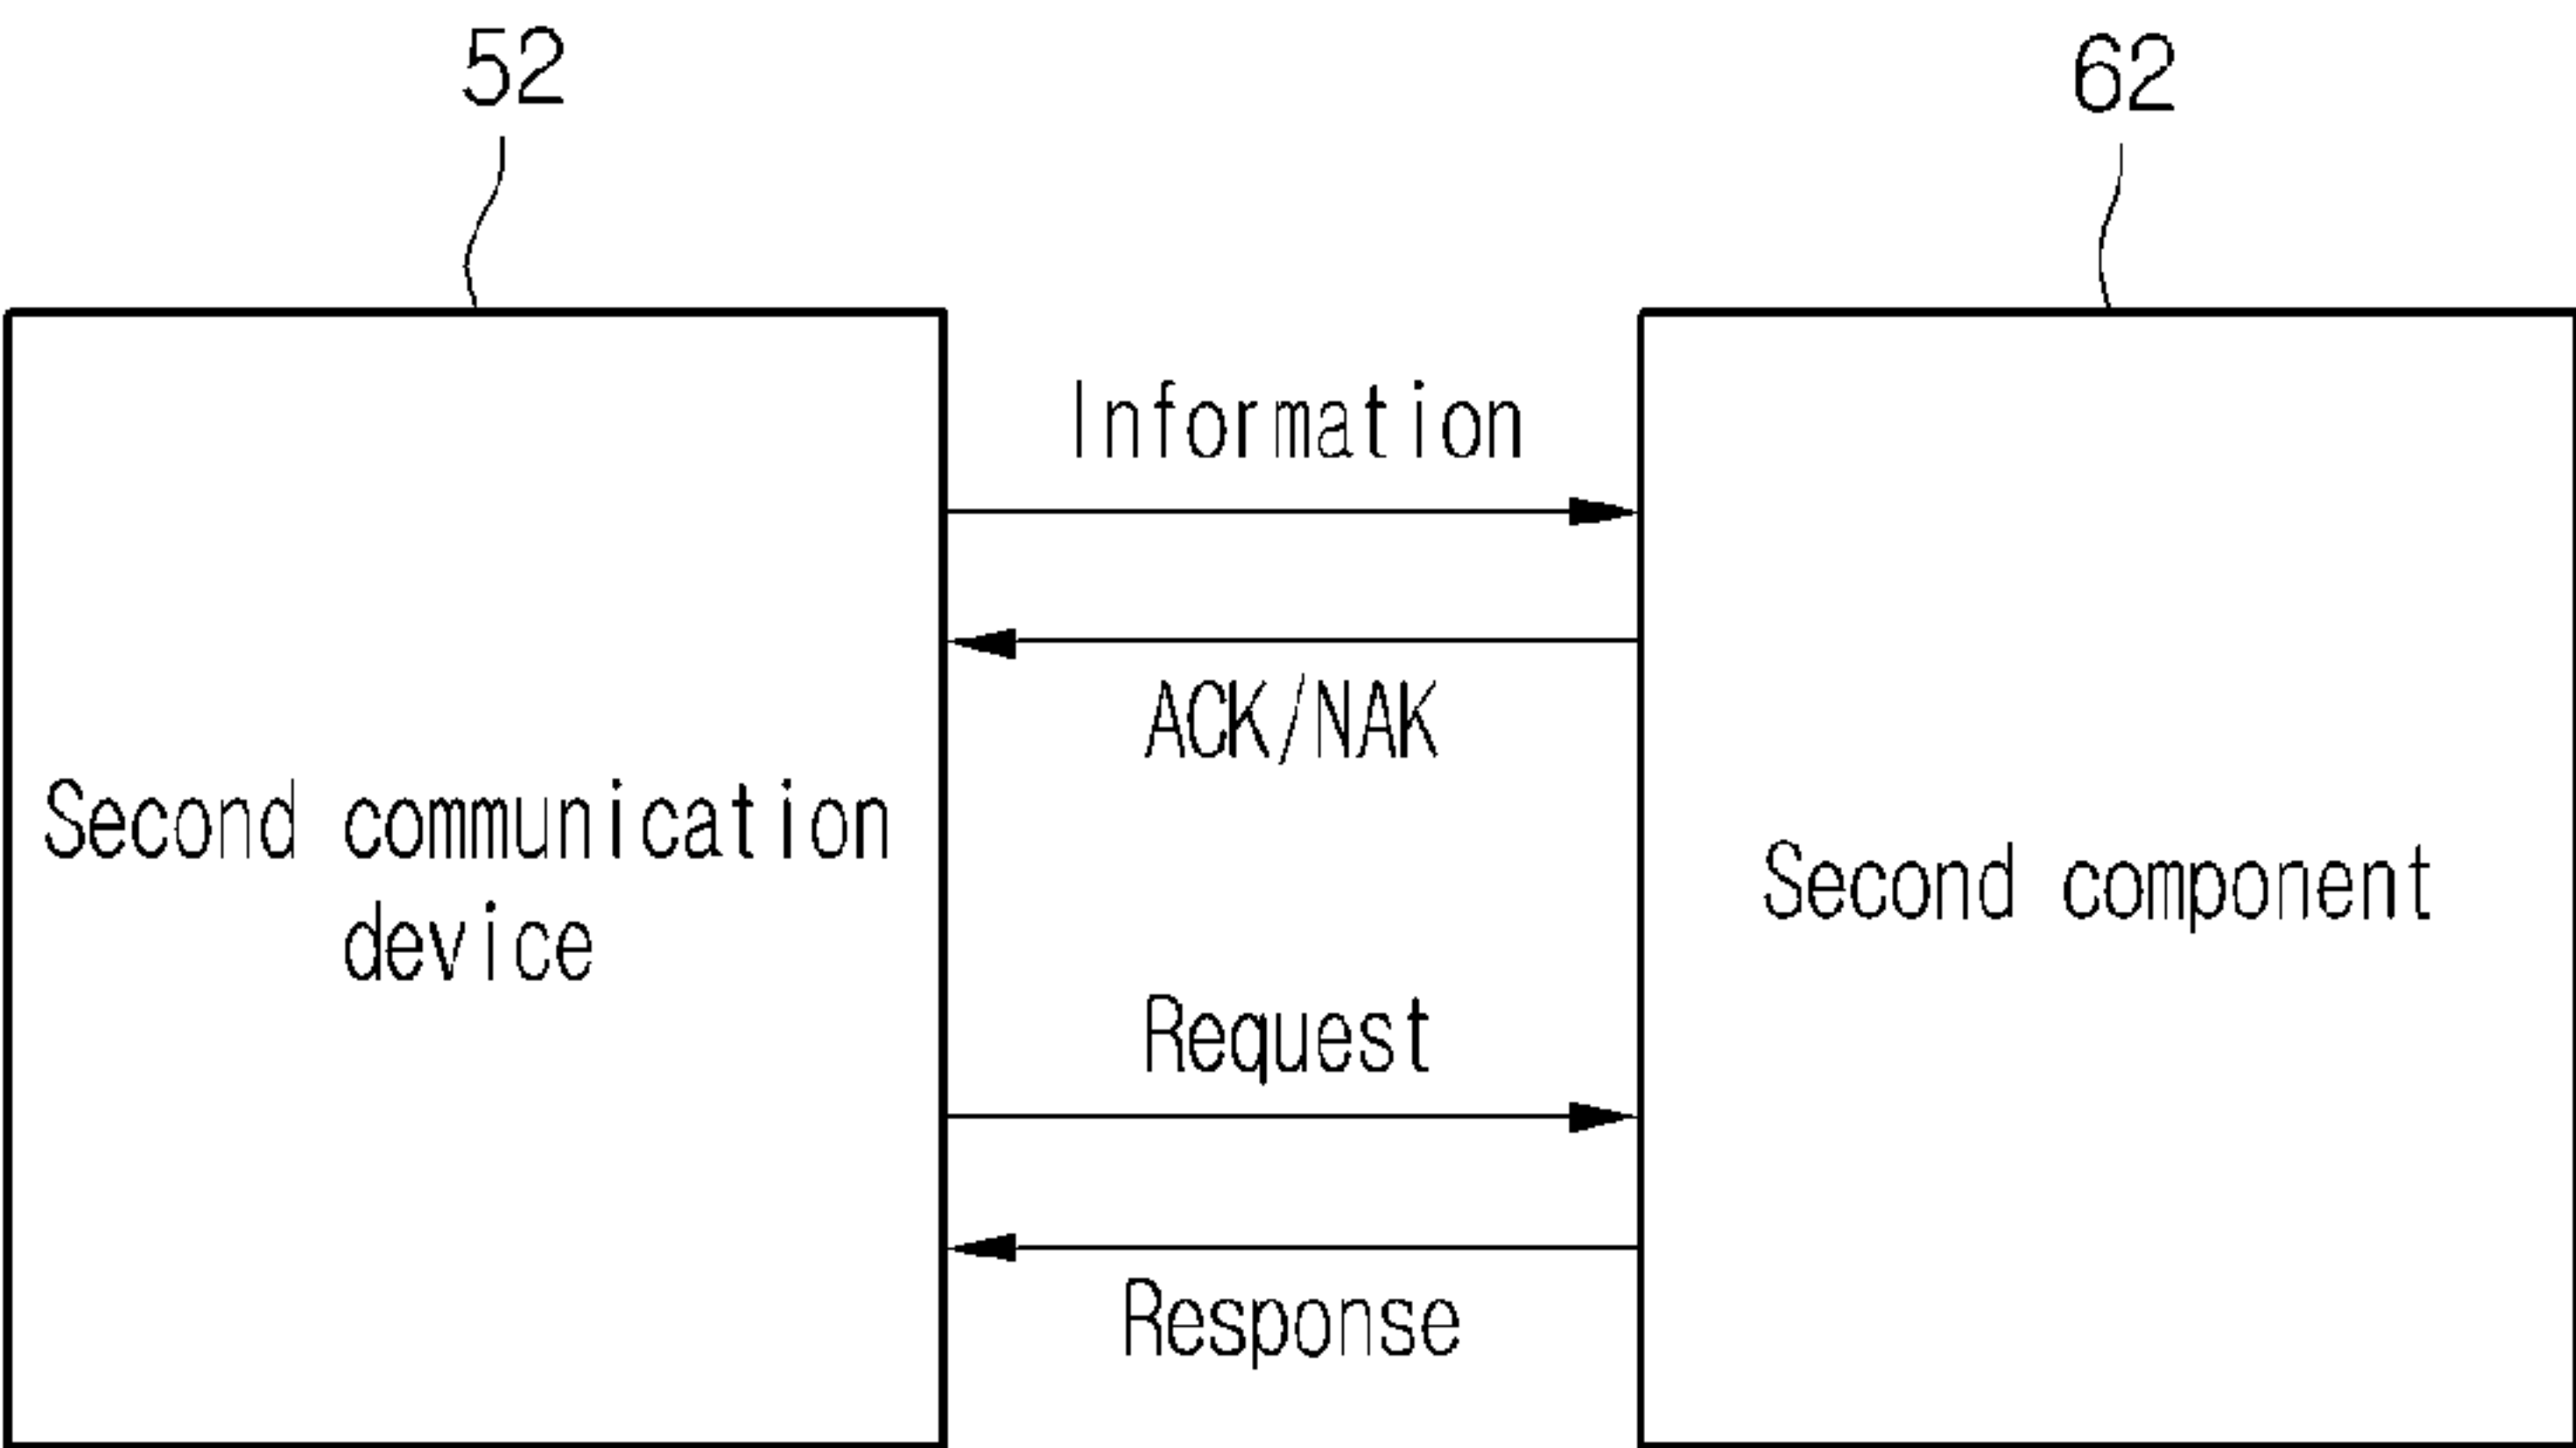 52
62
Information
ACK/NAK
Second communication
device
Second component
Request
Response